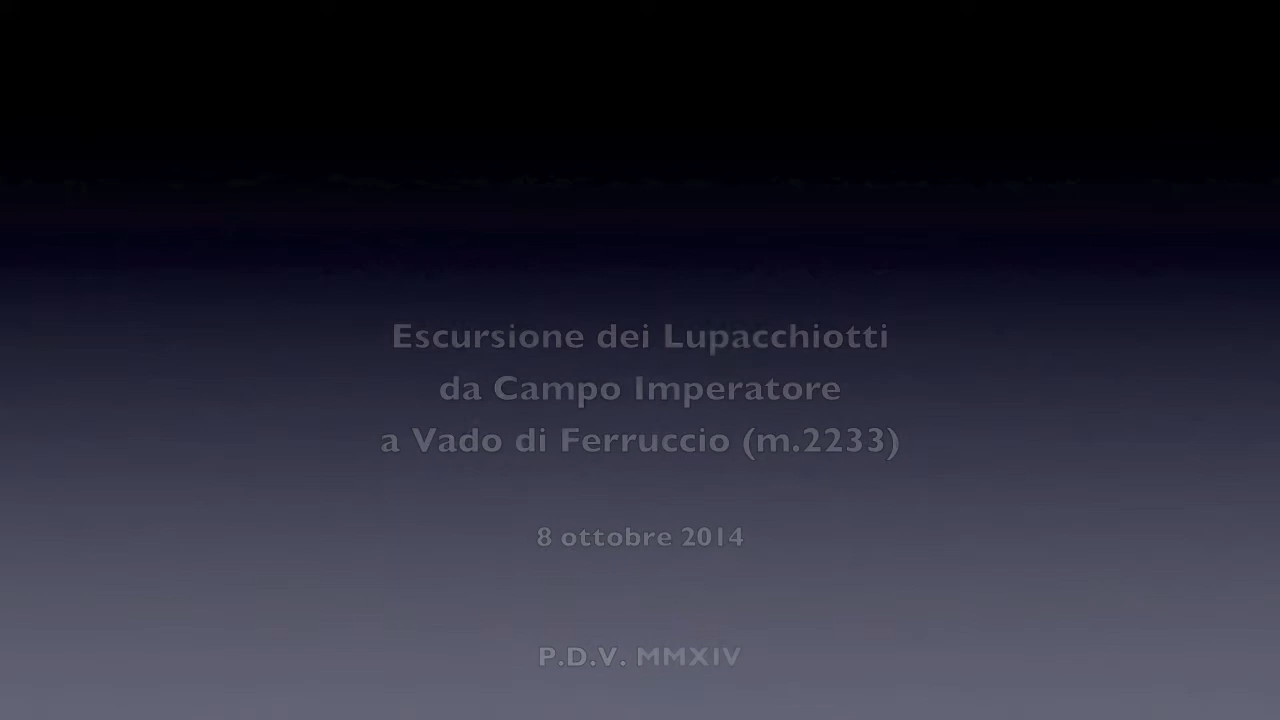 Escursione dei Lupacchiotti
da Campo Imperatore
a Vado di Ferruccio (m.2233)
8 ottobre 2014
P.D.V. MMXIV